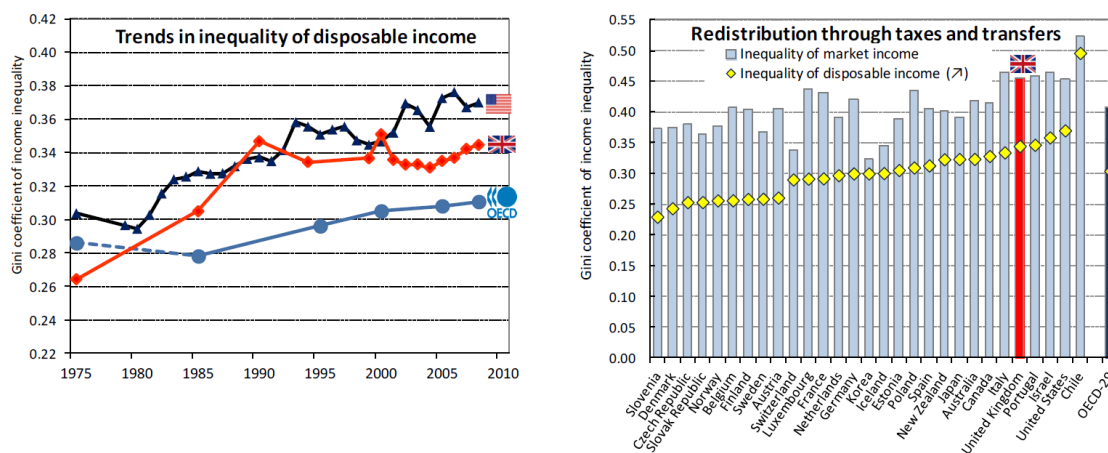 Trends in inequality of disposable income
Gini coefficient of income inequality
0.42
0.40
0.38
0.36
0.34
0.32
0.30
0.28
0.26
0.24
0.22
1975
1980
1985
1990
1995
2000
2005
2010
OECD
Redistribution through taxes and transfers
Inequality of market income
Inequality of disposable income (↗)
Gini coefficient of income inequality
0.55
0.50
0.45
0.40
0.35
0.30
0.25
0.20
0.15
0.10
0.05
0.00
Slovenia
Denmark
Czech Republic
Slovak Republic
Norway
Belgium
Finland
Sweden
Austria
Switzerland
Luxembourg
France
Netherlands
Germany
Korea
Iceland
Estonia
Poland
Spain
New Zealand
Japan
Australia
Canada
Italy
United Kingdom
Portugal
Israel
United States
Chile